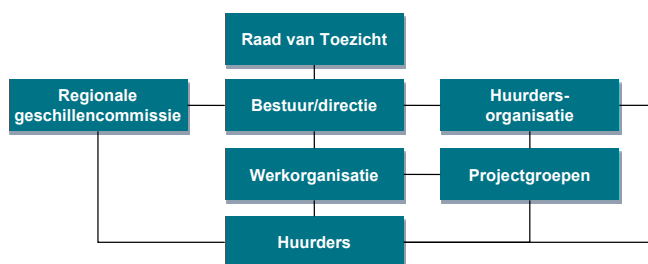 Raad van Toezicht
Regionale
geschillencommissie
Bestuur/directie
Huurders-
organisatie
Werkorganisatie
Projectgroepen
Huurders